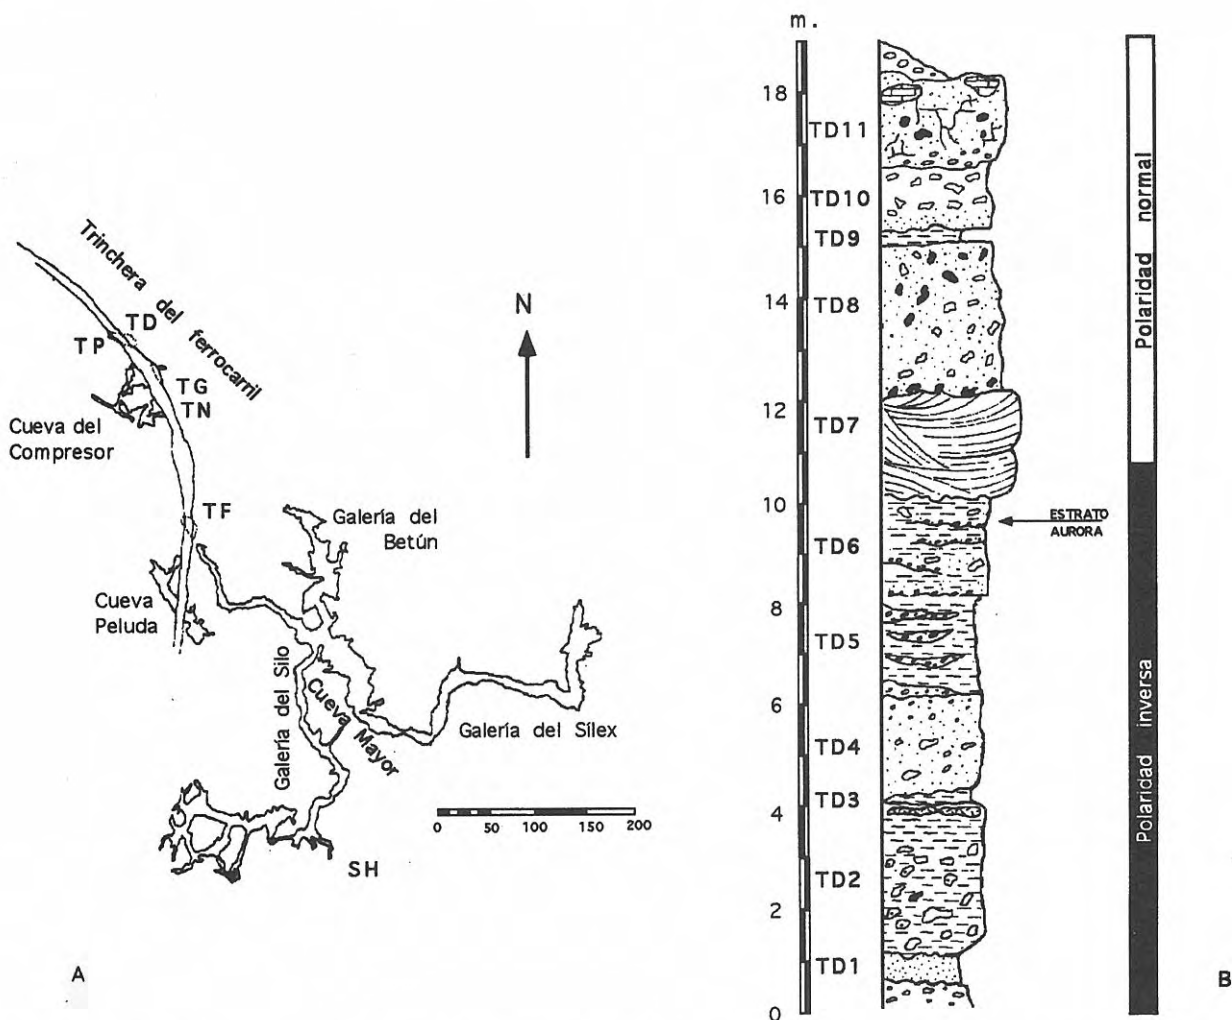 Trinchera del ferrocarril
TD
TP
TG
TN
Cueva del
Compresor
TF
Galería del
Betún
Cueva
Peluda
Galería del Silo
Cueva Mayor
Galería del Sílex
SH
N
0 50 100 150 200
A
m.
18
16
14
12
10
8
6
4
2
0
TD11
TD10
TD9
TD8
TD7
TD6
TD5
TD4
TD3
TD2
TD1
ESTRATO
AURORA
Polaridad normal
Polaridad inversa
B